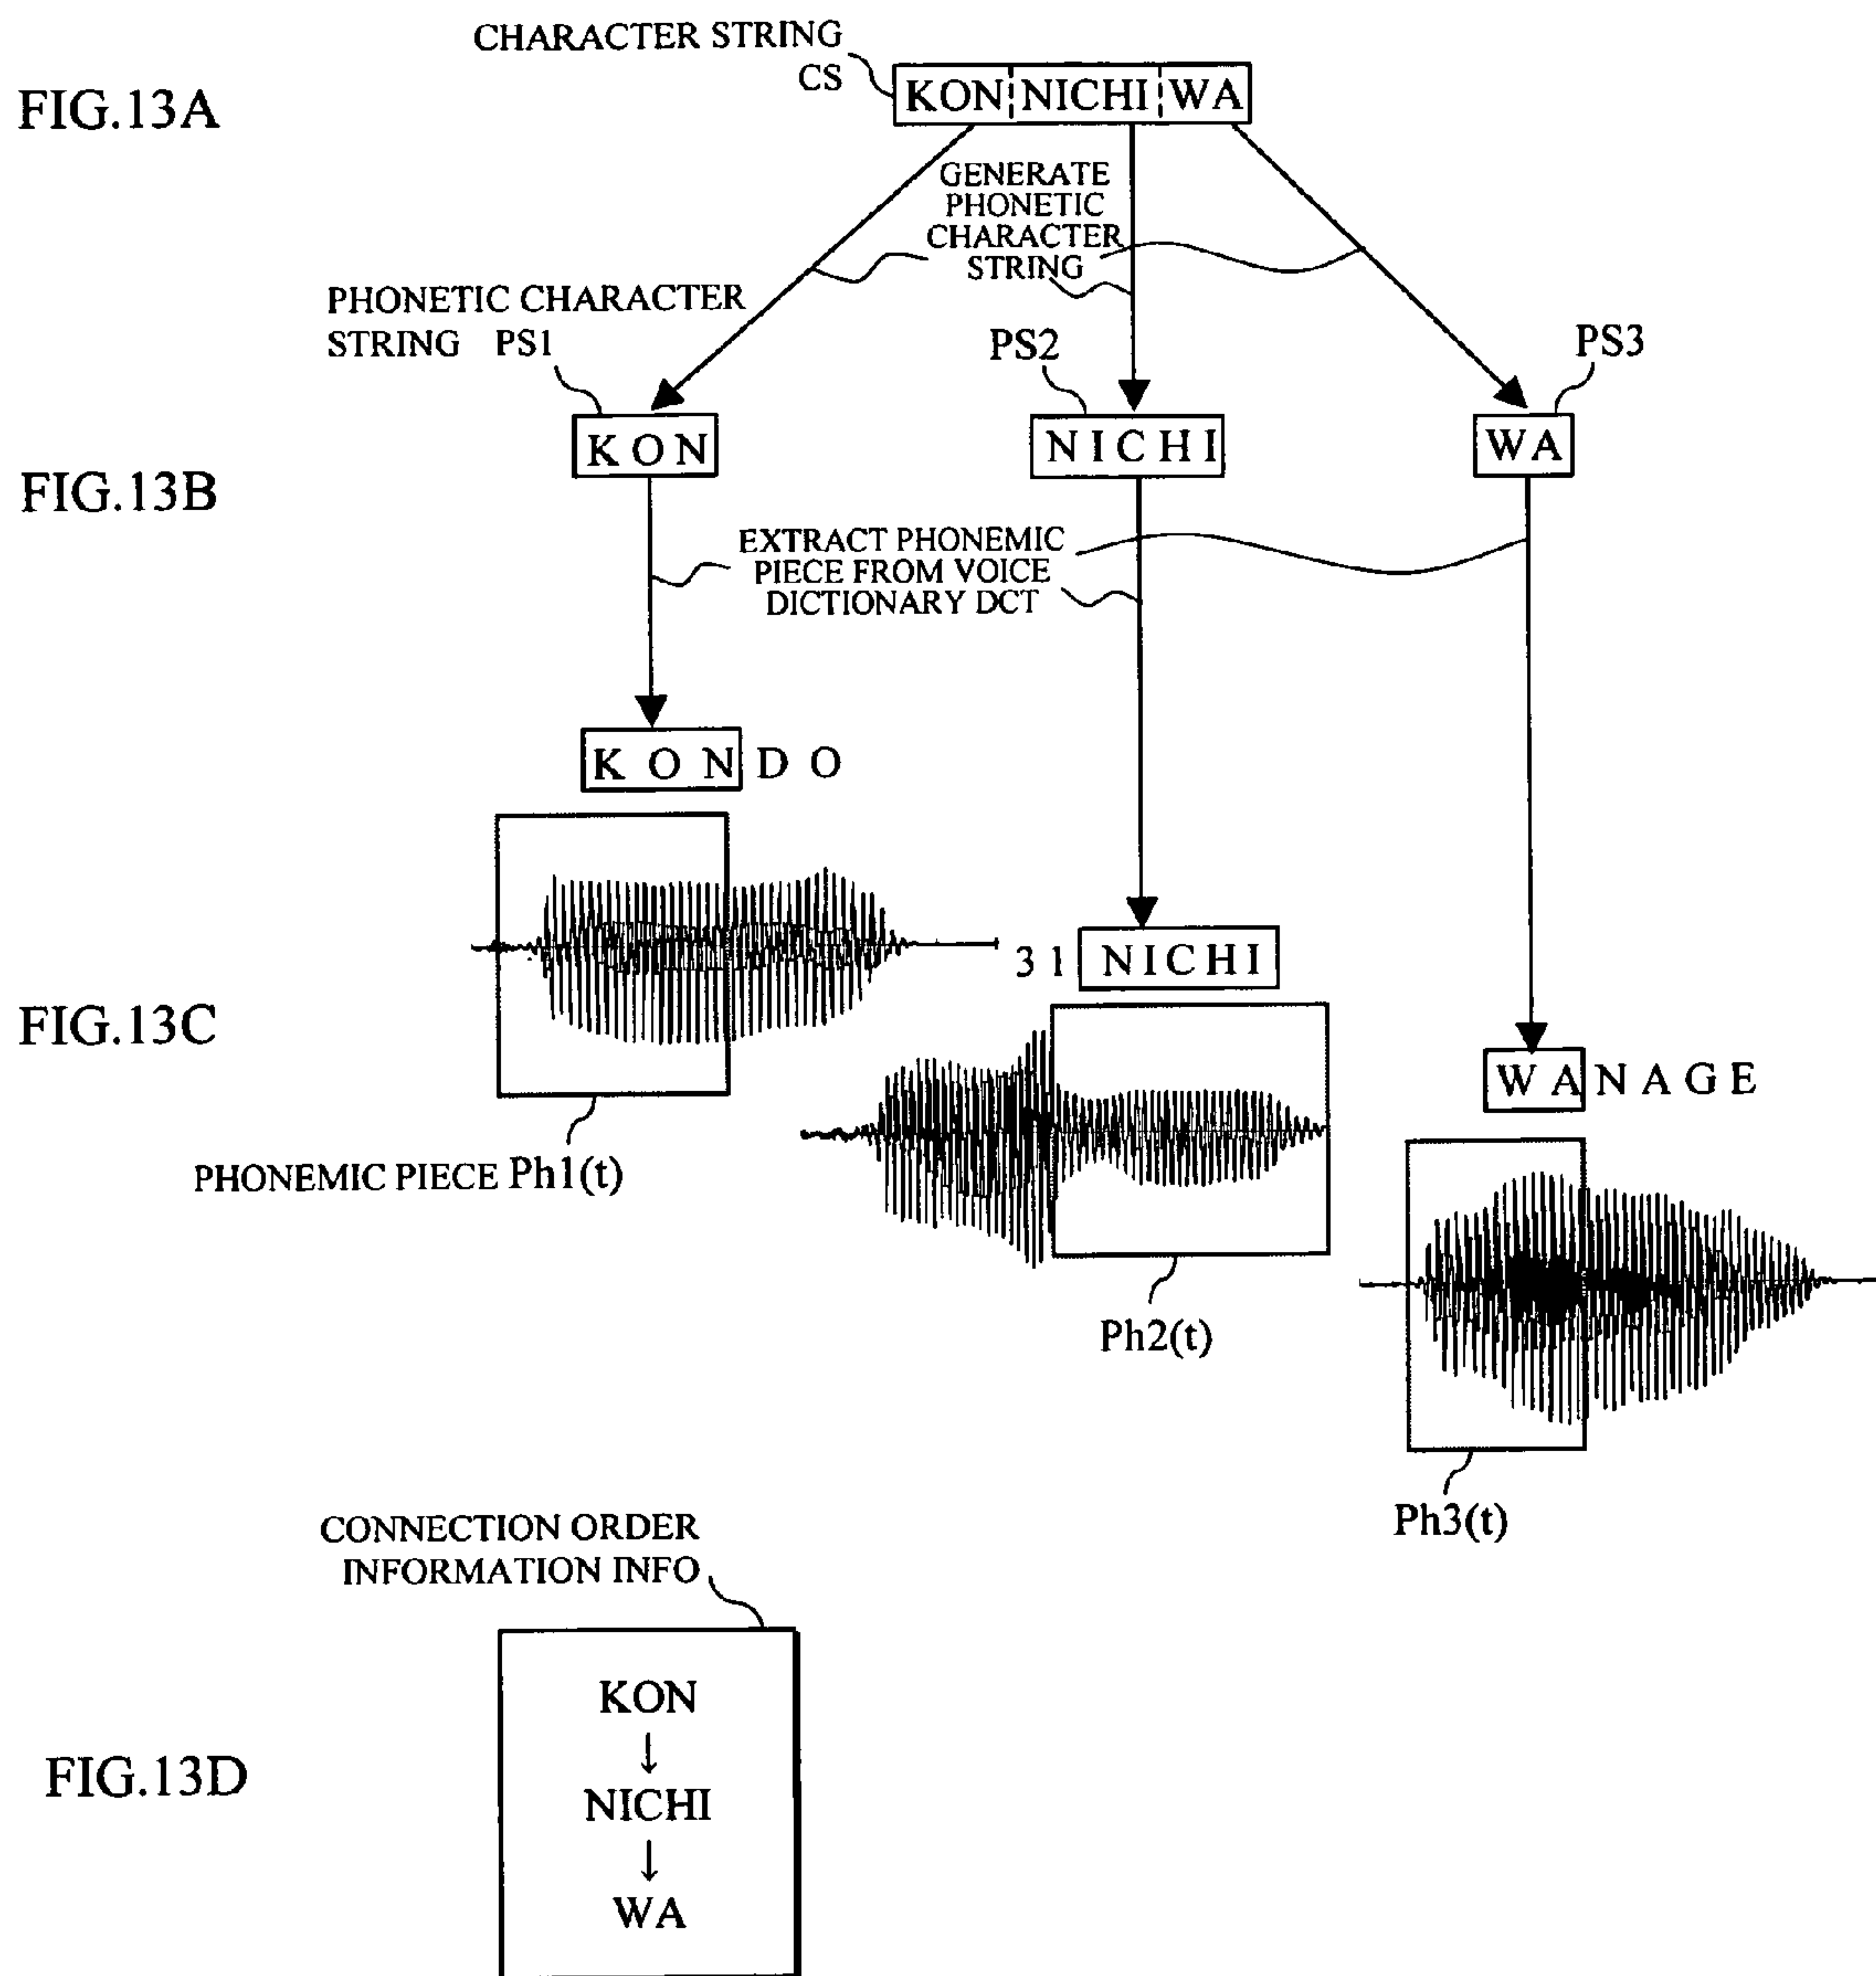 CHARACTER STRING
CS
FIG.13A
KON NICHI WA
GENERATE
PHONETIC
CHARACTER
STRING
PHONETIC CHARACTER
STRING PS1
PS2
PS3
FIG.13B
KON
NICHI
WA
EXTRACT PHONEMIC
PIECE FROM VOICE
DICTIONARY DCT
KONDO
FIG.13C
31 NICHI
WANAGE
PHONEMIC PIECE Ph1(t)
Ph2(t)
Ph3(t)
CONNECTION ORDER
INFORMATION INFO
FIG.13D
KON
↓
NICHI
↓
WA